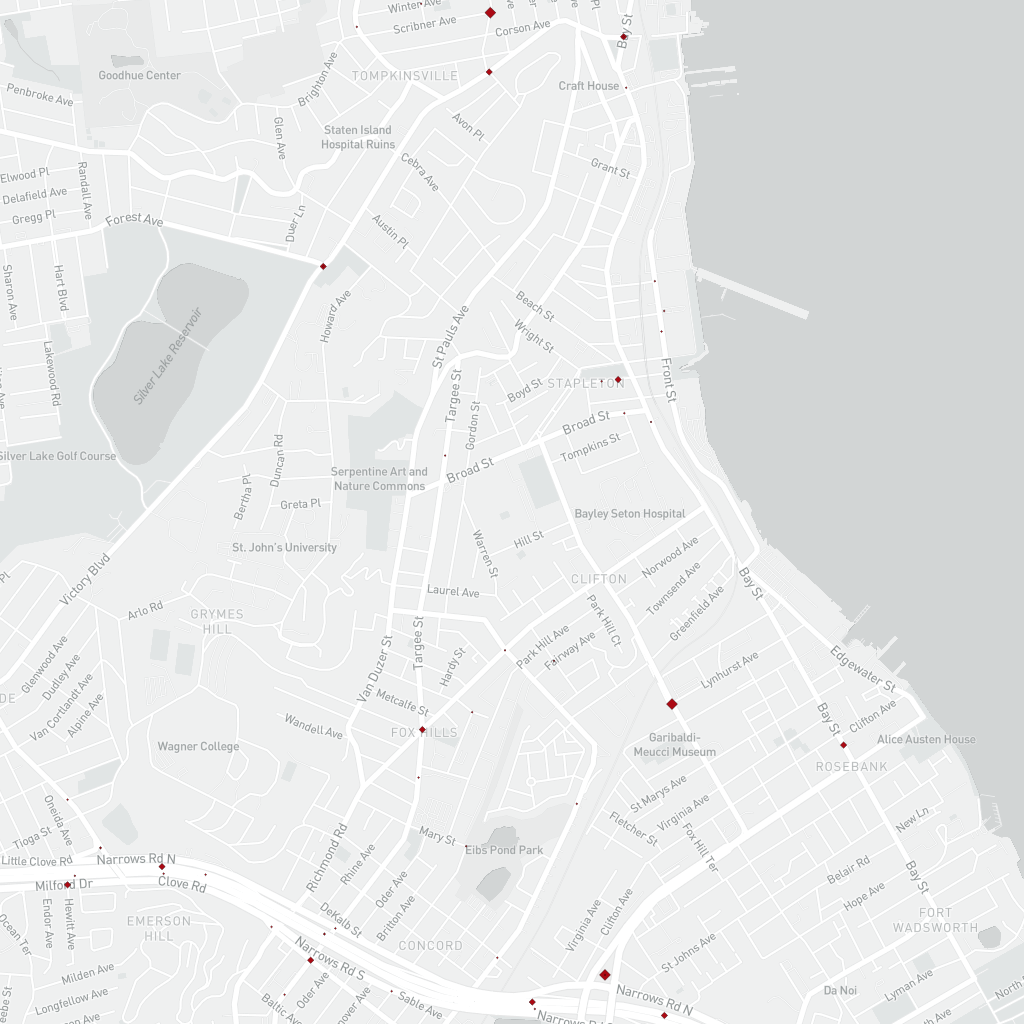 Winter Ave
Scribner Ave
Corson Ave
Pl
Bay St
Goodhue Center
TOMPKINSVILLE
Brighton Ave
Craft House
Penbroke Ave
Glen Ave
Staten Island
Hospital Ruins
Avon Pl
Cebra Ave
Grant St
Elwood Pl
Delafield Ave
Randall Ave
Gregg Pl
Forest Ave
Duer Ln
Austin Pl
Sharon Ave
Hart Blvd
Howard Ave
Beach St
Wright St
Silver Lake Reservoir
St Pauls Ave
Lakewood Rd
Front St
Targee St
Boyd St
STAPLETON
Gordon St
Broad St
Tompkins St
Silver Lake Golf Course
Duncan Rd
Serpentine Art and
Nature Commons
Broad St
Bertha Pl
Greta Pl
Bayley Seton Hospital
Hill St
Warren St
St. John's University
Norwood Ave
Victory Blvd
Pl
CLIFTON
Townsend Ave
Bay St
Laurel Ave
Arlo Rd
GRYMES
HILL
Greenfield Ave
Park Hill Ct
Park Hill Ave
Fairway Ave
Targee St
Hardy St
Van Duzer St
Glenwood Ave
Dudley Ave
Van Cortlandt Ave
Alpine Ave
DE
Lynhurst Ave
Edgewater St
Metcalfe St
Wandell Ave
FOX HILLS
Bay St
Clifton Ave
Wagner College
Garibaldi-
Meucci Museum
Alice Austen House
ROSEBANK
St Marys Ave
Virginia Ave
Fletcher St
Fox Hill Ter
New Ln
Oneida Ave
Tioga St
Mary St
Eibs Pond Park
Little Clove Rd
Narrows Rd N
Richmond Rd
Rhine Ave
Milford Dr
Clove Rd
Oder Ave
Belair Rd
Hope Ave
Bay St
Hewitt Ave
Endor Ave
Ocean Ter
EMERSON
HILL
DeKalb St
Britton Ave
Virginia Ave
Clifton Ave
FORT
WADSWORTH
CONCORD
Narrows Rd S
St Johns Ave
Milden Ave
Longfellow Ave
Oder Ave
Baltic Ave
Sable Ave
Narrows Rd N
Da Noi
Lyman Ave
North